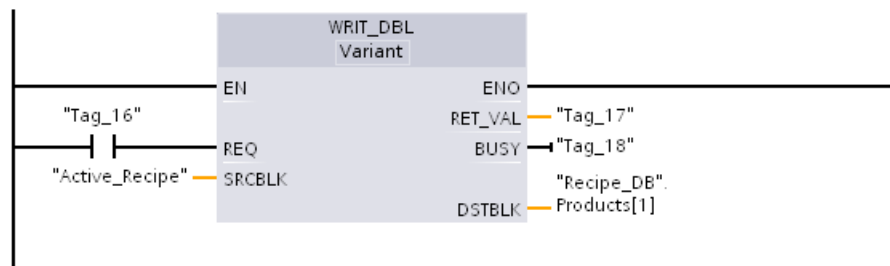 WRIT_DBL
Variant
EN
ENO
"Tag_16"
RET_VAL
"Tag_17"
REQ
BUSY
"Tag_18"
"Active_Recipe"
SRCBLK
"Recipe_DB".
DSTBLK
Products[1]